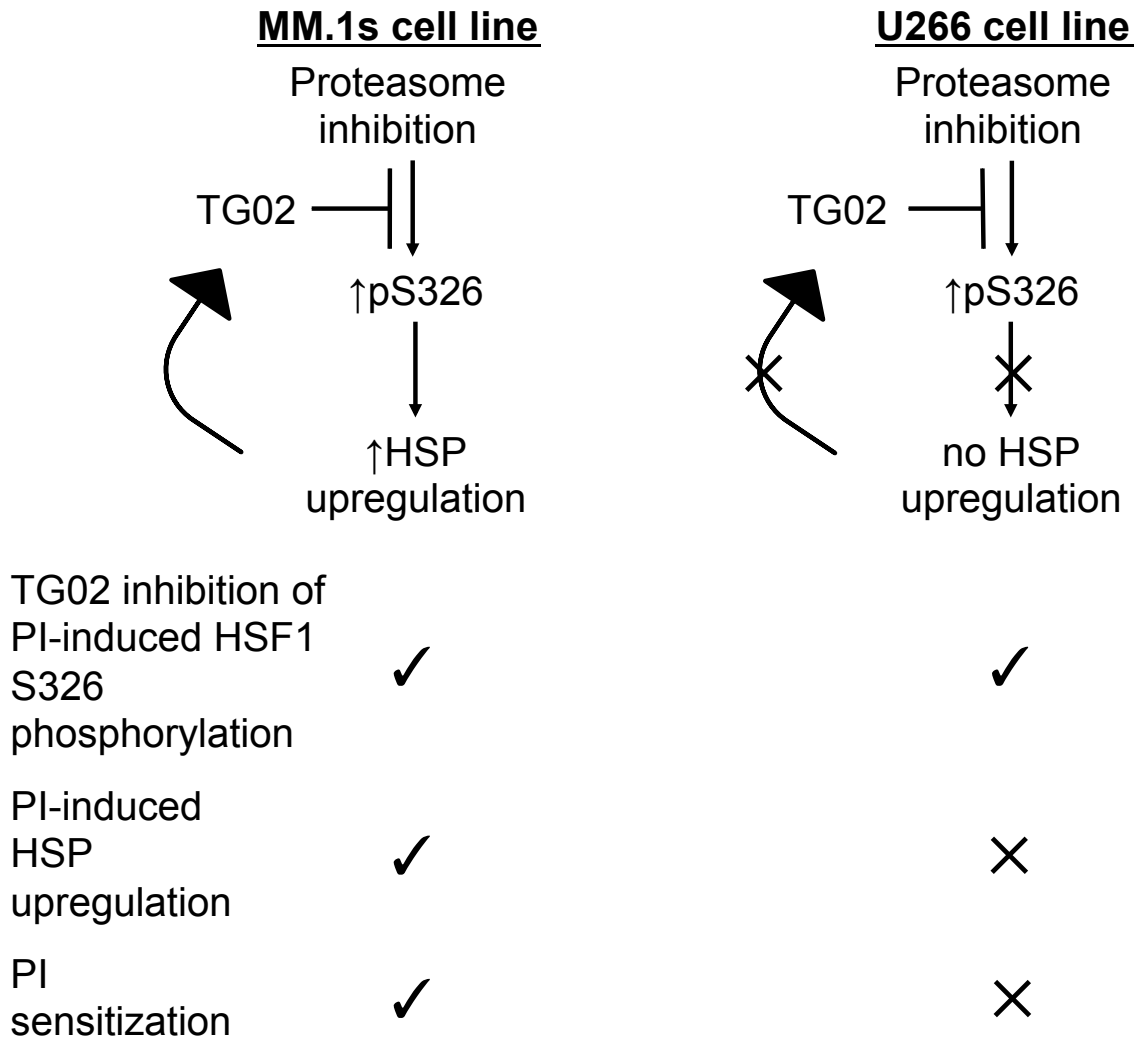 MM.1s cell line
Proteasome
inhibition
TG02
↑pS326
↑HSP
upregulation
U266 cell line
Proteasome
inhibition
TG02
↑pS326
no HSP
upregulation
TG02 inhibition of
PI-induced HSF1
S326
phosphorylation
✓
✓
PI-induced
HSP
upregulation
✓
×
PI
sensitization
✓
×